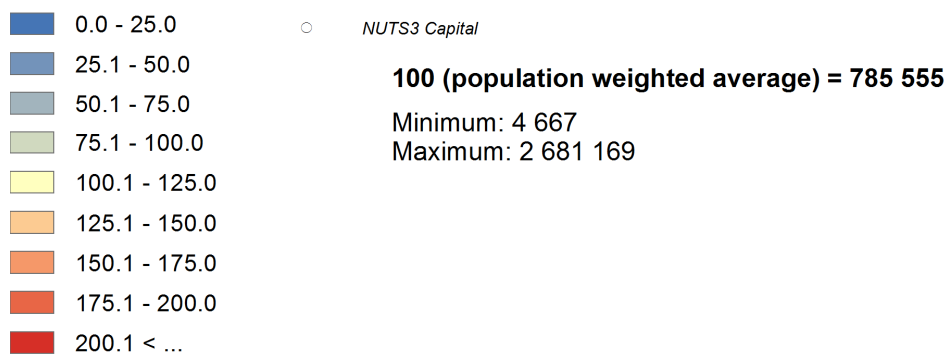 0.0 - 25.0
25.1 - 50.0
50.1 - 75.0
75.1 - 100.0
100.1 - 125.0
125.1 - 150.0
150.1 - 175.0
175.1 - 200.0
200.1 < ...
NUTS3 Capital
100 (population weighted average) = 785 555
Minimum: 4 667
Maximum: 2 681 169